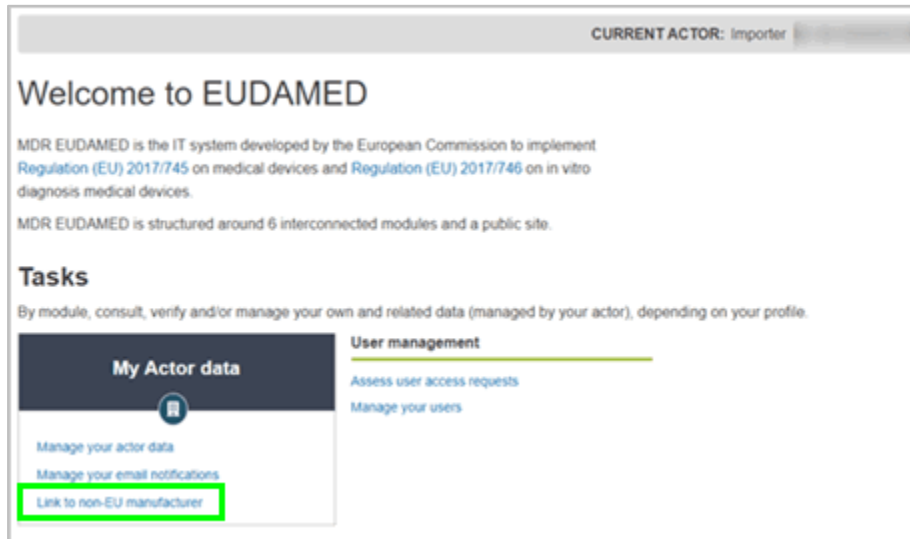 CURRENT ACTOR: Importer
Welcome to EUDAMED
MDR EUDAMED is the IT system developed by the European Commission to implement
Regulation (EU) 2017/745 on medical devices and Regulation (EU) 2017/746 on in vitro
diagnosis medical devices.
MDR EUDAMED is structured around 6 interconnected modules and a public site.
Tasks
By module, consult, verify and/or manage your own and related data (managed by your actor), depending on your profile.
My Actor data
Manage your actor data
Manage your email notifications
Link to non-EU manufacturer
User management
Assess user access requests
Manage your users